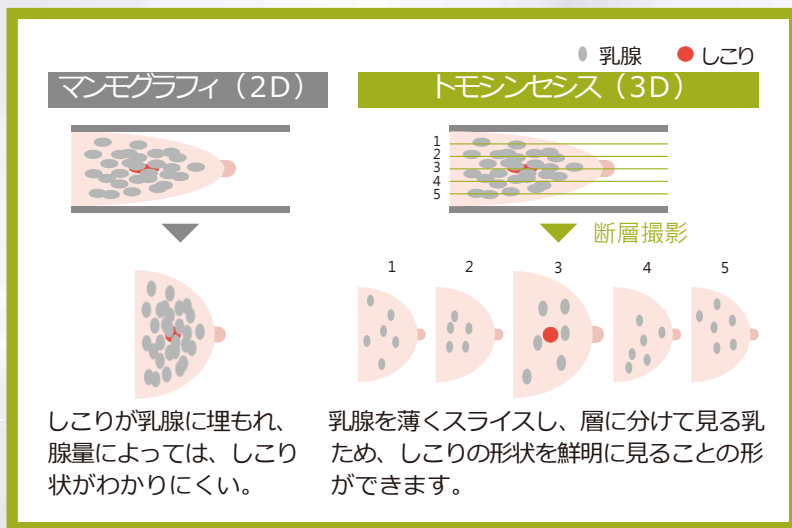 乳腺 しこり
マンモグラフィ（2D）
トモシンセシス（3D）
1
2
3
4
5
断層撮影
1 2 3 4 5
しこりが乳腺に埋もれ、
腺量によっては、しこり
状がわかりにくい。
乳腺を薄くスライスし、層に分けて見る乳
ため、しこりの形状を鮮明に見ることの形
ができます。